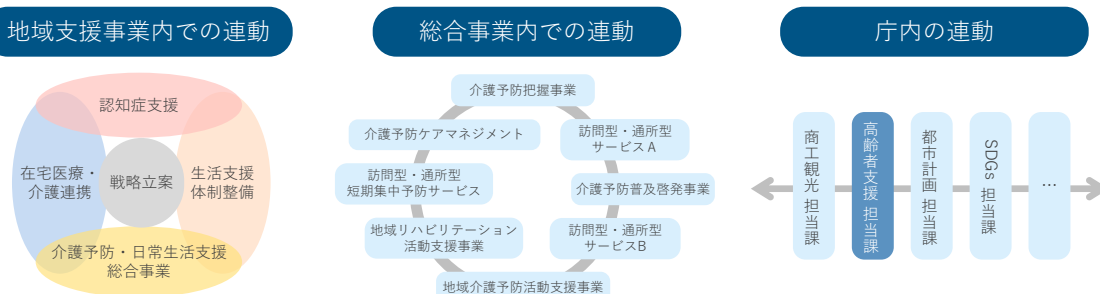 地域支援事業内での連動
認知症支援
在宅医療・
介護連携
戦略立案
生活支援
体制整備
介護予防・日常生活支援
総合事業
総合事業内での連動
介護予防把握事業
介護予防ケアマネジメント
訪問型・通所型
サービスA
訪問型・通所型
短期集中予防サービス
介護予防普及啓発事業
地域リハビリテーション
活動支援事業
訪問型・通所型
サービスB
地域介護予防活動支援事業
庁内の連動
商工観光 担当課
高齢者支援 担当課
都市計画 担当課
SDGs 担当課
…